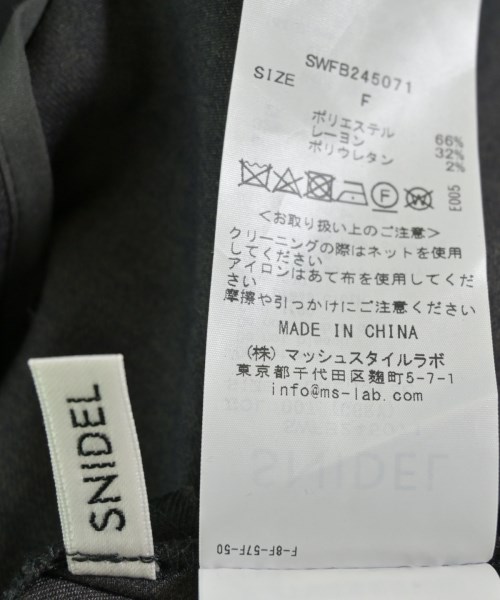 SWFB245071
SIZE F
ポリエステル 66%
レーヨン 32%
ポリウレタン 2%
E005
<お取り扱い上のご注意>
クリーニングの際はネットを使用
してください
アイロンはあて布を使用してくだ
さい
摩擦や引っかけにご注意ください
MADE IN CHINA
(株) マッシュスタイルラボ
東京都千代田区麹町5-7-1
info@ms-lab.com
F-8F-57F-50
SNIDEL